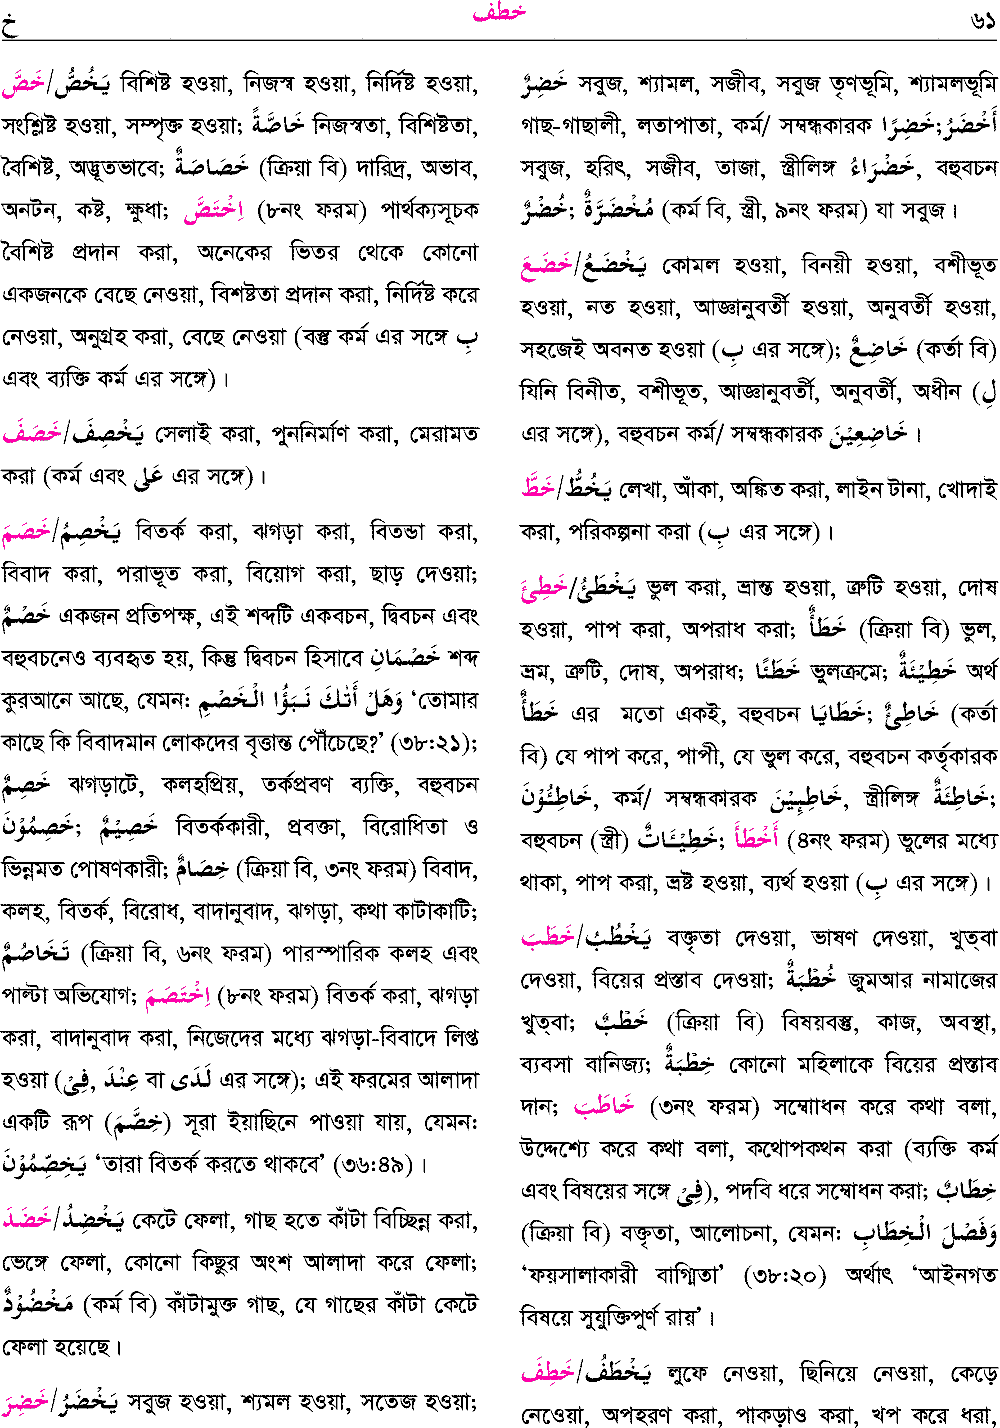 খ خطف ৬১
خَصَّ/يَخُصُّ বিশিষ্ট হওয়া, নিজস্ব হওয়া, নির্দিষ্ট হওয়া,
সংশ্লিষ্ট হওয়া, সম্পৃক্ত হওয়া; خَاصَّةً নিজস্বতা, বিশিষ্টতা,
বৈশিষ্ট, অদ্ভূতভাবে; خَصَاصَةٌ (ক্রিয়া বি) দারিদ্র, অভাব,
অনটন, কষ্ট, ক্ষুধা; اِخْتَصَّ (৮নং ফরম) পার্থক্যসূচক
বৈশিষ্ট প্রদান করা, অনেকের ভিতর থেকে কোনো
একজনকে বেছে নেওয়া, বিশষ্টতা প্রদান করা, নির্দিষ্ট করে
নেওয়া, অনুগ্রহ করা, বেছে নেওয়া (বস্তু কর্ম এর সঙ্গে بِ
এবং ব্যক্তি কর্ম এর সঙ্গে)।
خَصَفَ/يَخْصِفَ সেলাই করা, পুননির্মাণ করা, মেরামত
করা (কর্ম এবং عَلى এর সঙ্গে)।
خَصَمَ/يَخْصِمُ বিতর্ক করা, ঝগড়া করা, বিতন্ডা করা,
বিবাদ করা, পরাভূত করা, বিয়োগ করা, ছাড় দেওয়া;
خَصْمٌ একজন প্রতিপক্ষ, এই শব্দটি একবচন, দ্বিবচন এবং
বহুবচনেও ব্যবহৃত হয়, কিন্তু দ্বিবচন হিসাবে خَصْمَانِ শব্দ
কুরআনে আছে, যেমন: وَهَلْ أَتٰكَ نَبَؤُا الْخَصْمِ ‘তোমার
কাছে কি বিবাদমান লোকদের বৃত্তান্ত পৌঁচেছে?’ (৩৮:২১);
خَصِمٌ ঝগড়াটে, কলহপ্রিয়, তর্কপ্রবণ ব্যক্তি, বহুবচন
خَصِمُوْنَ; خَصِيْمٌ বিতর্ককারী, প্রবক্তা, বিরোধিতা ও
ভিন্নমত পোষণকারী; خِصَامٌ (ক্রিয়া বি, ৩নং ফরম) বিবাদ,
কলহ, বিতর্ক, বিরোধ, বাদানুবাদ, ঝগড়া, কথা কাটাকাটি;
تَخَاصُمٌ (ক্রিয়া বি, ৬নং ফরম) পারস্পারিক কলহ এবং
পাল্টা অভিযোগ; اِخْتَصَمَ (৮নং ফরম) বিতর্ক করা, ঝগড়া
করা, বাদানুবাদ করা, নিজেদের মধ্যে ঝগড়া-বিবাদে লিপ্ত
হওয়া (فِيْ, عِنْدَ বা لَدَى এর সঙ্গে); এই ফরমের আলাদা
একটি রূপ (خِصَّمَ) সূরা ইয়াছিনে পাওয়া যায়, যেমন:
يَخِصِّمُوْنَ ‘তারা বিতর্ক করতে থাকবে’ (৩৬:৪৯)।
خَضَدَ/يَخْضِدُ কেটে ফেলা, গাছ হতে কাঁটা বিচ্ছিন্ন করা,
ভেঙ্গে ফেলা, কোনো কিছুর অংশ আলাদা করে ফেলা;
مَخْضُوْدٌ (কর্ম বি) কাঁটামুক্ত গাছ, যে গাছের কাঁটা কেটে
ফেলা হয়েছে।
خَضِرَ/يَخْضَرُ সবুজ হওয়া, শ্যমল হওয়া, সতেজ হওয়া;
خَضِرٌ সবুজ, শ্যামল, সজীব, সবুজ তৃণভূমি, শ্যামলভূমি
গাছ-গাছালী, লতাপাতা, কর্ম/ সম্বন্ধকারক خَضِرًا; أَخْضَرُ
সবুজ, হরিৎ, সজীব, তাজা, স্ত্রীলিঙ্গ خَضْرَاءُ, বহুবচন
خُضْرٌ; مُخْضَرَّةٌ (কর্ম বি, স্ত্রী, ৯নং ফরম) যা সবুজ।
خَضَعَ/يَخْضَعُ কোমল হওয়া, বিনয়ী হওয়া, বশীভূত
হওয়া, নত হওয়া, আজ্ঞানুবর্তী হওয়া, অনুবর্তী হওয়া,
সহজেই অবনত হওয়া (بِ এর সঙ্গে); خَاضِعٌ (কর্তা বি)
যিনি বিনীত, বশীভূত, আজ্ঞানুবর্তী, অনুবর্তী, অধীন (لِ
এর সঙ্গে), বহুবচন কর্ম/ সম্বন্ধকারক خَاضِعِيْنَ।
خَطَّ/يَخُطُّ লেখা, আঁকা, অঙ্কিত করা, লাইন টানা, খোদাই
করা, পরিকল্পনা করা (بِ এর সঙ্গে)।
خَطِئَ/يَخْطَئُ ভুল করা, ভ্রান্ত হওয়া, ত্রুটি হওয়া, দোষ
হওয়া, পাপ করা, অপরাধ করা; خَطَأٌ (ক্রিয়া বি) ভুল,
ভ্রম, ত্রুটি, দোষ, অপরাধ; خَطَئًا ভুলক্রমে; خَطِيْئَةٌ অর্থ
خَطَأٌ এর মতো একই, বহুবচন خَطَايَا; خَاطِئٌ (কর্তা
বি) যে পাপ করে, পাপী, যে ভুল করে, বহুবচন কর্তৃকারক
خَاطِئُوْنَ, কর্ম/ সম্বন্ধকারক خَاطِيِيْنَ, স্ত্রীলিঙ্গ خَاطِئَةٌ;
বহুবচন (স্ত্রী) خَطِيْئَاتٌ; أَخْطَأَ (৪নং ফরম) ভুলের মধ্যে
থাকা, পাপ করা, ভ্রষ্ট হওয়া, ব্যর্থ হওয়া (بِ এর সঙ্গে)।
خَطَبَ/يَخْطُبُ বক্তৃতা দেওয়া, ভাষণ দেওয়া, খুত্বা
দেওয়া, বিয়ের প্রস্তাব দেওয়া; خُطْبَةٌ জুমআর নামাজের
খুত্বা; خَطْبٌ (ক্রিয়া বি) বিষয়বস্তু, কাজ, অবস্থা,
ব্যবসা বানিজ্য; خِطْبَةٌ কোনো মহিলাকে বিয়ের প্রস্তাব
দান; خَاطَبَ (৩নং ফরম) সম্বোাধন করে কথা বলা,
উদ্দেশ্যে করে কথা বলা, কথোপকথন করা (ব্যক্তি কর্ম
এবং বিষয়ের সঙ্গে فِيْ), পদবি ধরে সম্বোধন করা; خِطَابٌ
(ক্রিয়া বি) বক্তৃতা, আলোচনা, যেমন: وَفَصْلَ الْخِطَابِ
‘ফয়সালাকারী বাগ্মিতা’ (৩৮:২০) অর্থাৎ ‘আইনগত
বিষয়ে সুযুক্তিপুর্ণ রায়’।
خَطِفَ/يَخْطَفُ লুফে নেওয়া, ছিনিয়ে নেওয়া, কেড়ে
নেওেয়া, অপহরণ করা, পাকড়াও করা, খপ করে ধরা,